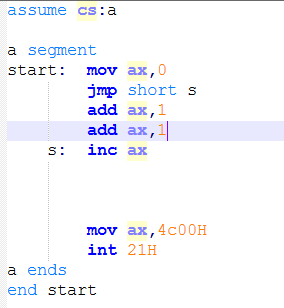 assume cs:a
a segment
start: mov ax,0
jmp short s
add ax,1
add ax,1
s: inc ax
mov ax,4c00H
int 21H
a ends
end start